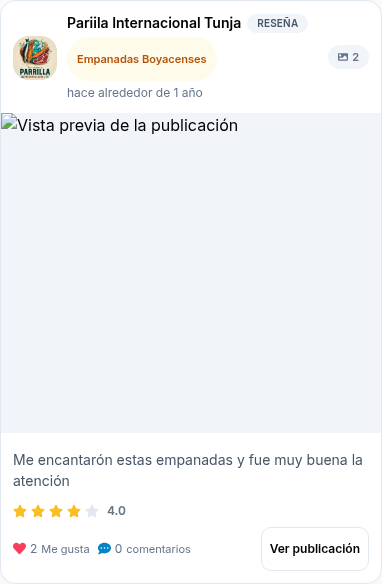 Pariila Internacional Tunja RESEÑA
Empanadas Boyacenses
2
hace alrededor de 1 año
PARRILLA
Vista previa de la publicación
Me encantarón estas empanadas y fue muy buena la
atención
4.0
2 Me gusta 0 comentarios
Ver publicación